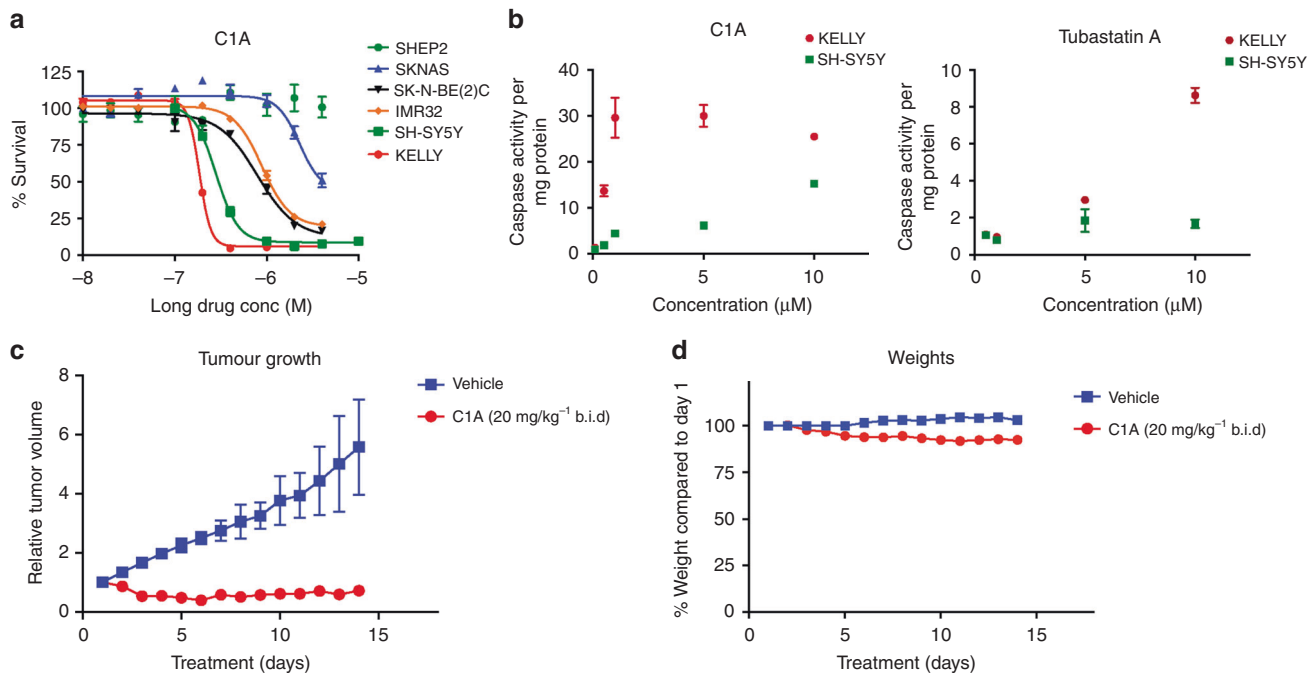 a
C1A
SHEP2
SKNAS
SK-N-BE(2)C
IMR32
SH-SY5Y
KELLY
% Survival
125
100
75
50
25
0
–8
–7
–6
–5
Long drug conc (M)
b
C1A
KELLY
SH-SY5Y
Caspase activity per
mg protein
40
30
20
10
0
0
5
10
Concentration (μM)
Tubastatin A
KELLY
SH-SY5Y
Caspase activity per
mg protein
10
8
6
4
2
0
0
5
10
Concentration (μM)
c
Tumour growth
Vehicle
C1A (20 mg/kg⁻¹ b.i.d)
Relative tumor volume
8
6
4
2
0
0
5
10
15
Treatment (days)
d
Weights
Vehicle
C1A (20 mg/kg⁻¹ b.i.d)
% Weight compared to day 1
100
75
50
25
0
0
5
10
15
Treatment (days)